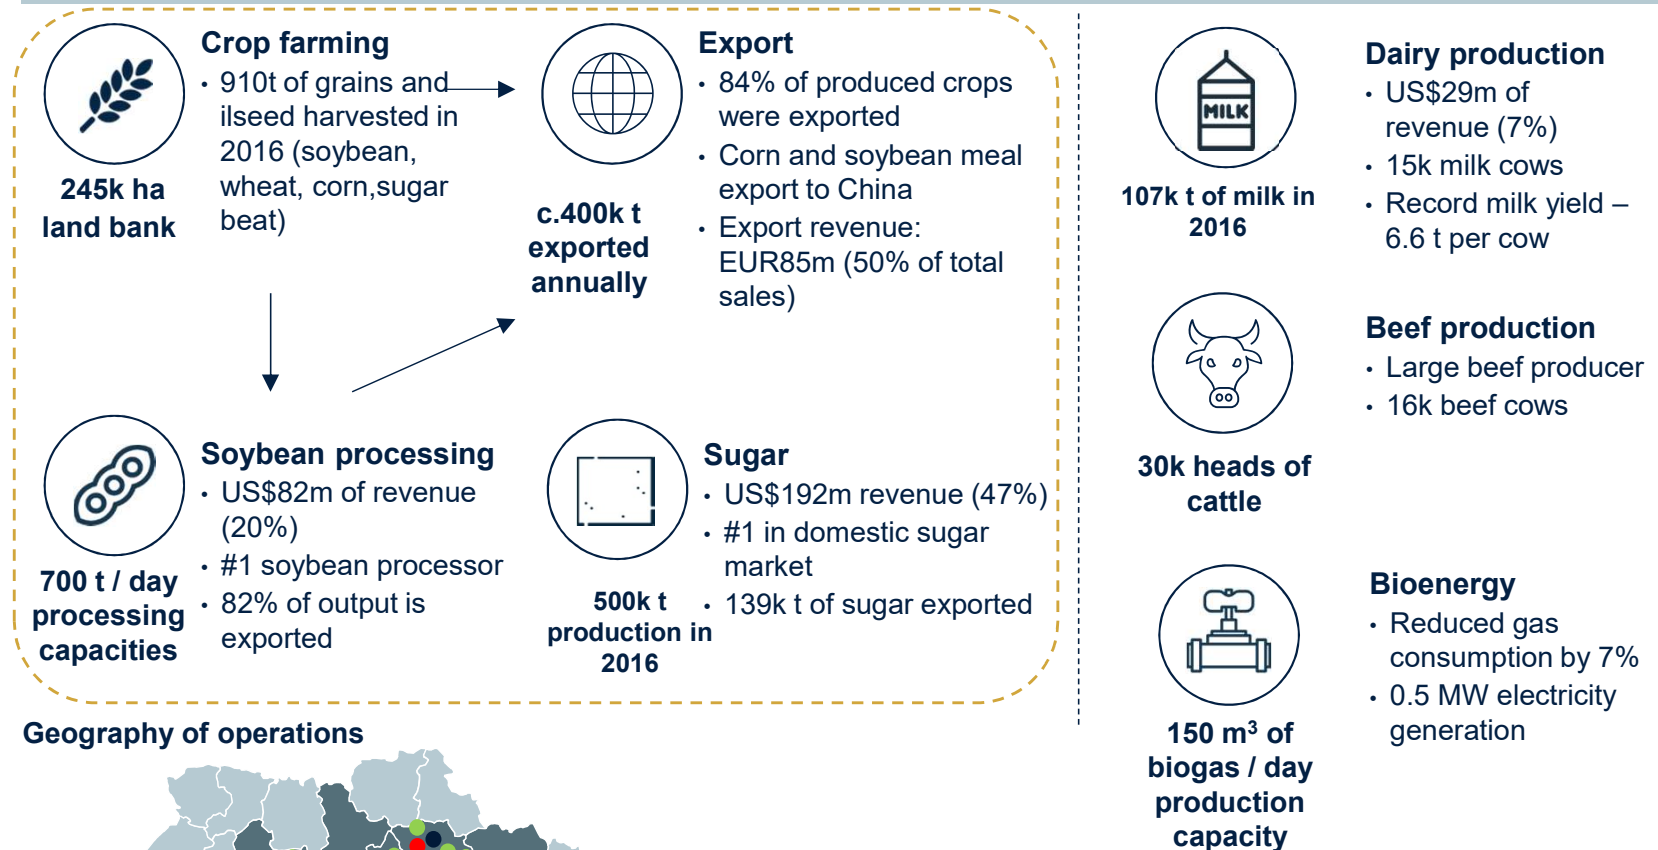 Crop farming
• 910t of grains and
ilseed harvested in
2016 (soybean,
wheat, corn,sugar
beat)
245k ha
land bank
Export
• 84% of produced crops
were exported
• Corn and soybean meal
export to China
• Export revenue:
EUR85m (50% of total
sales)
c.400k t
exported
annually
Soybean processing
• US$82m of revenue
(20%)
• #1 soybean processor
• 82% of output is
exported
700 t / day
processing
capacities
Sugar
• US$192m revenue (47%)
• #1 in domestic sugar
market
• 139k t of sugar exported
500k t
production in
2016
MILK
107k t of milk in
2016
Dairy production
• US$29m of
revenue (7%)
• 15k milk cows
• Record milk yield –
6.6 t per cow
Beef production
• Large beef producer
• 16k beef cows
30k heads of
cattle
Bioenergy
• Reduced gas
consumption by 7%
• 0.5 MW electricity
generation
150 m³ of
biogas / day
production
capacity
Geography of operations